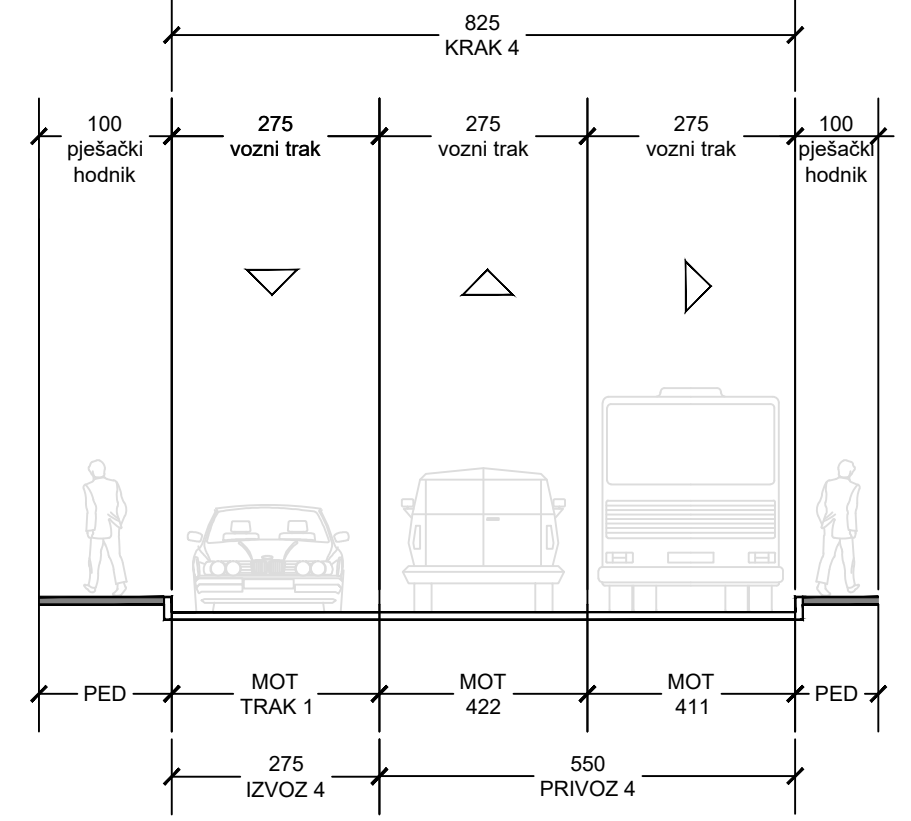 825
KRAK 4
100
pješački
hodnik
275
vozni trak
275
vozni trak
275
vozni trak
100
pješački
hodnik
PED
MOT
TRAK 1
MOT
422
MOT
411
PED
275
IZVOZ 4
550
PRIVOZ 4